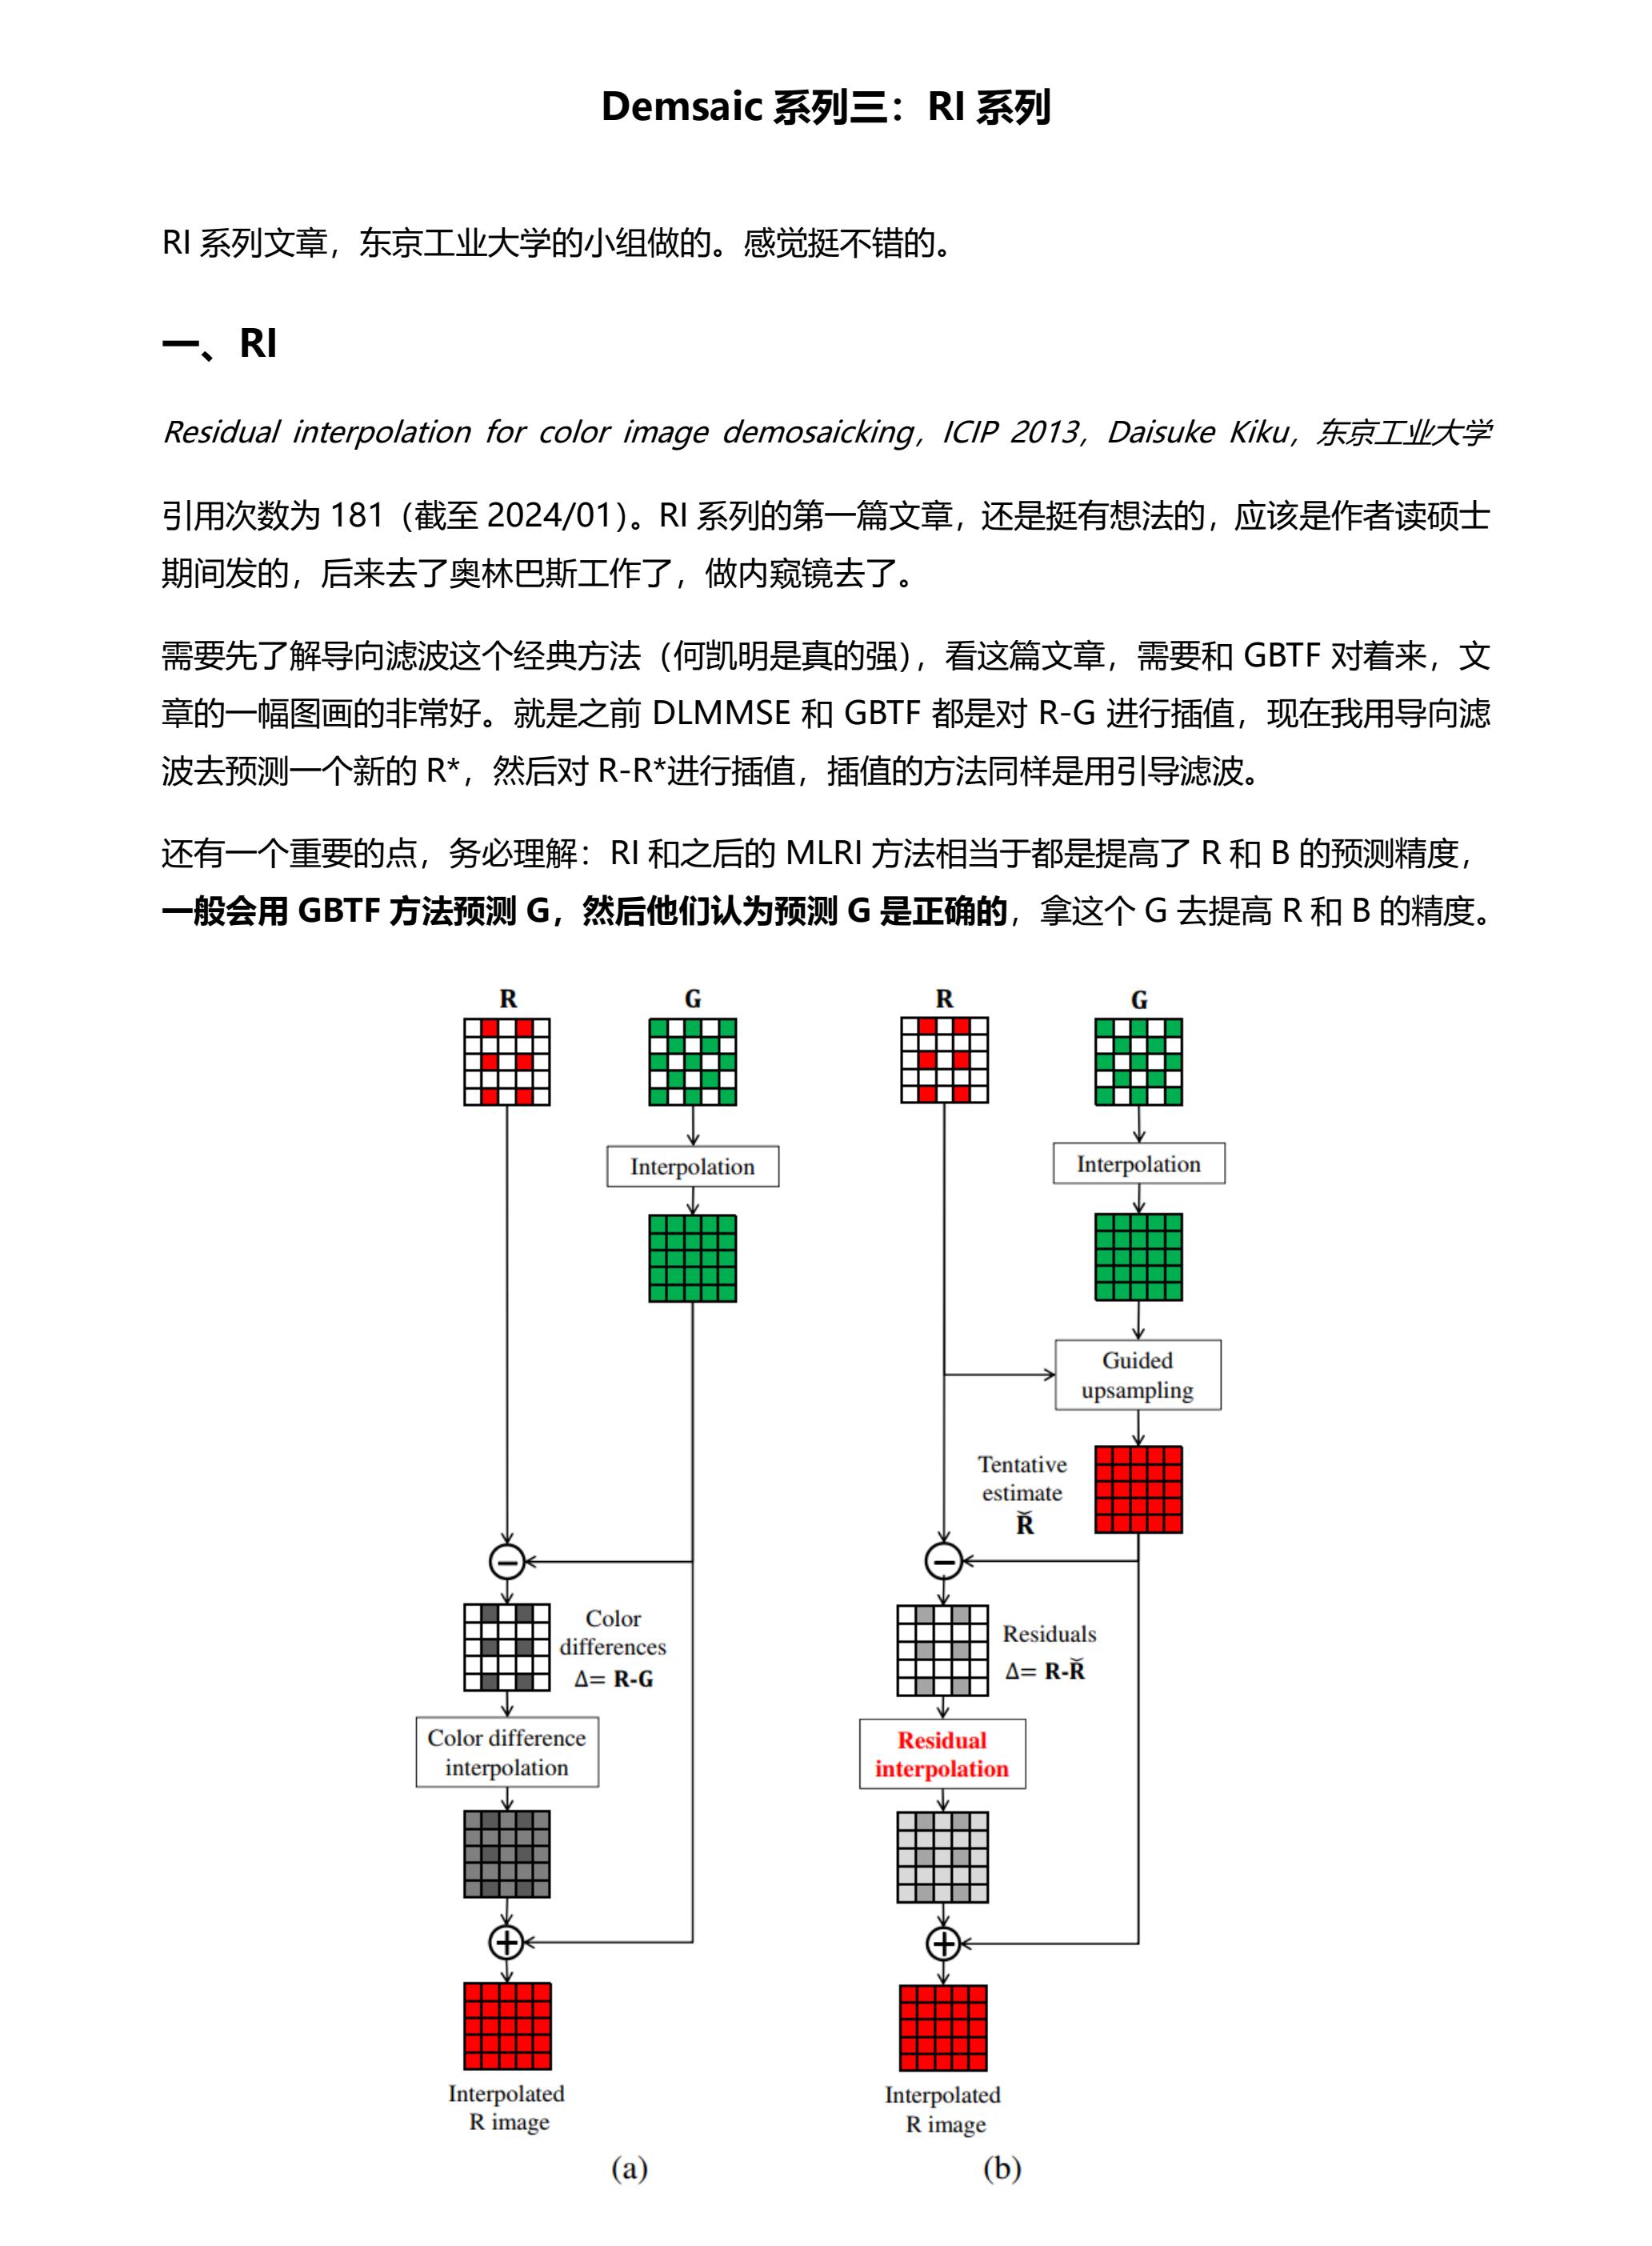 Demsaic 系列三：RI 系列
RI 系列文章，东京工业大学的小组做的。感觉挺不错的。
一、RI
Residual interpolation for color image demosaicking，ICIP 2013，Daisuke Kiku，东京工业大学
引用次数为 181（截至 2024/01）。RI 系列的第一篇文章，还是挺有想法的，应该是作者读硕士
期间发的，后来去了奥林巴斯工作了，做内窥镜去了。
需要先了解导向滤波这个经典方法（何凯明是真的强），看这篇文章，需要和 GBTF 对着来，文
章的一幅图画的非常好。就是之前 DLMMSE 和 GBTF 都是对 R-G 进行插值，现在我用导向滤
波去预测一个新的 R*，然后对 R-R*进行插值，插值的方法同样是用引导滤波。
还有一个重要的点，务必理解：RI 和之后的 MLRI 方法相当于都是提高了 R 和 B 的预测精度，
一般会用 GBTF 方法预测 G，然后他们认为预测 G 是正确的，拿这个 G 去提高 R 和 B 的精度。
R
G
Interpolation
Color
differences
Δ= R-G
Color difference
interpolation
Interpolated
R image
(a)
R
G
Interpolation
Guided
upsampling
Tentative
estimate
Ř
Residuals
Δ= R-Ř
Residual
interpolation
Interpolated
R image
(b)